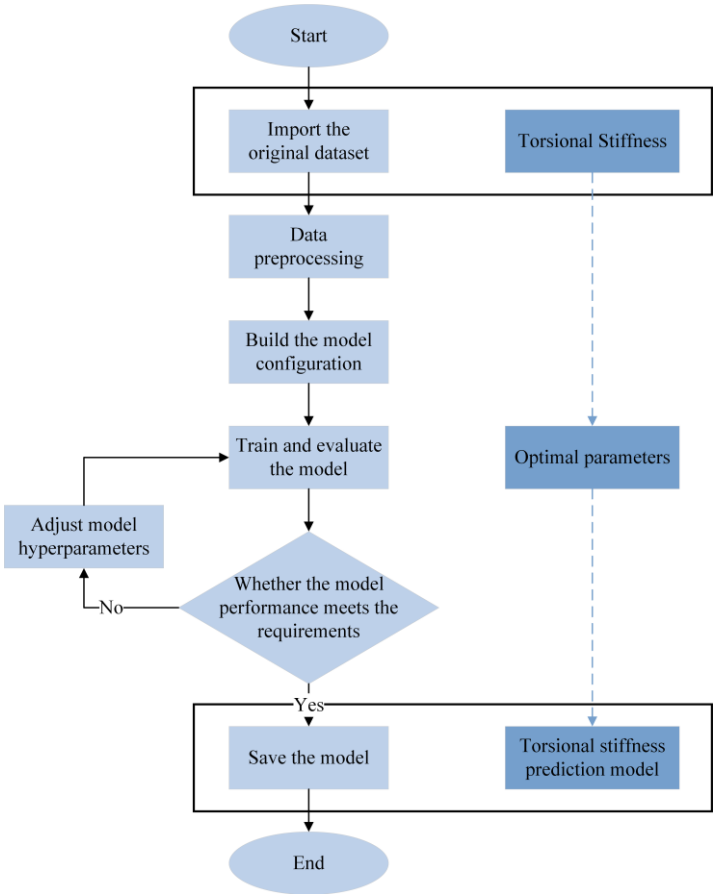 Start
Import the
original dataset
Torsional Stiffness
Data
preprocessing
Build the model
configuration
Train and evaluate
the model
Optimal parameters
Adjust model
hyperparameters
Whether the model
performance meets the
requirements
No
Yes
Save the model
Torsional stiffness
prediction model
End